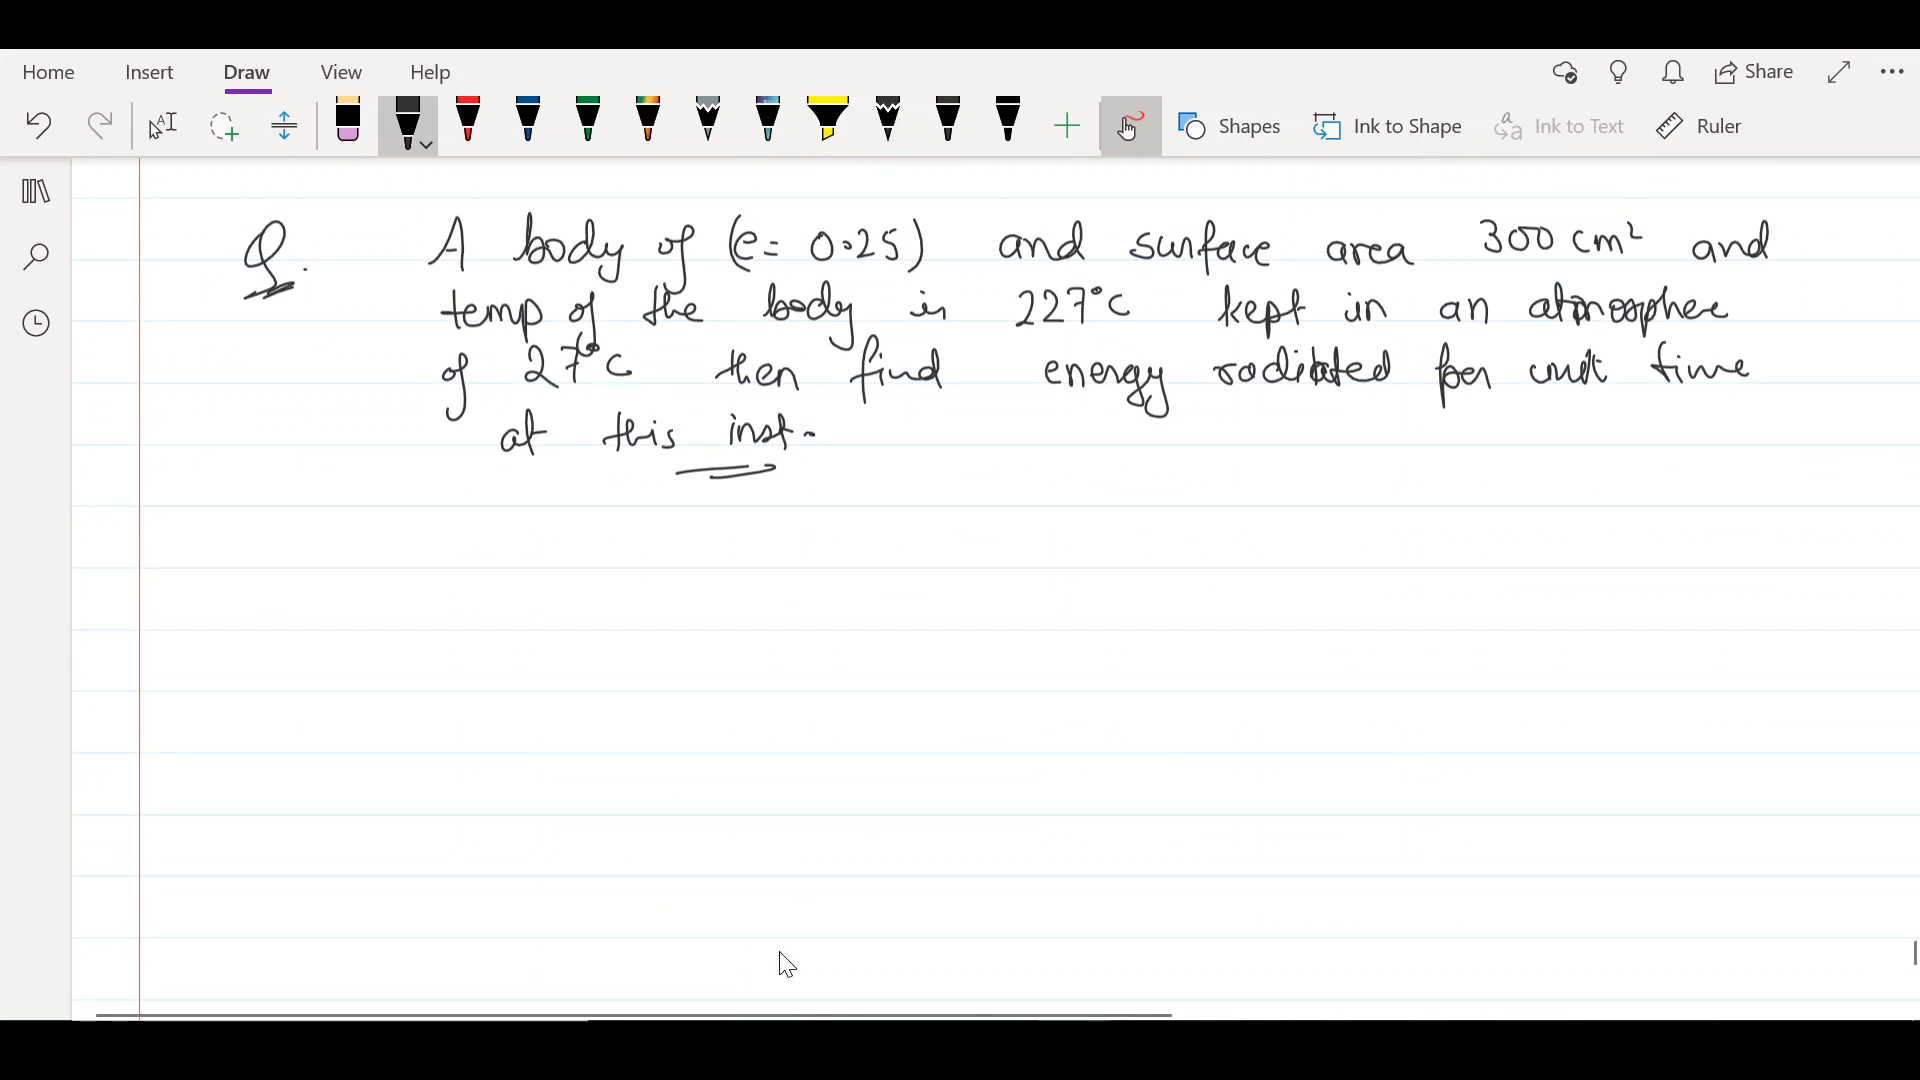 Home Insert Draw View Help Share
Shapes Ink to Shape Ink to Text Ruler
Q. A body of (e = 0.25) and surface area 300 cm² and
temp of the body is 227°C kept in an atmosphere
of 27°C then find energy radiated per unit time
at this inst.